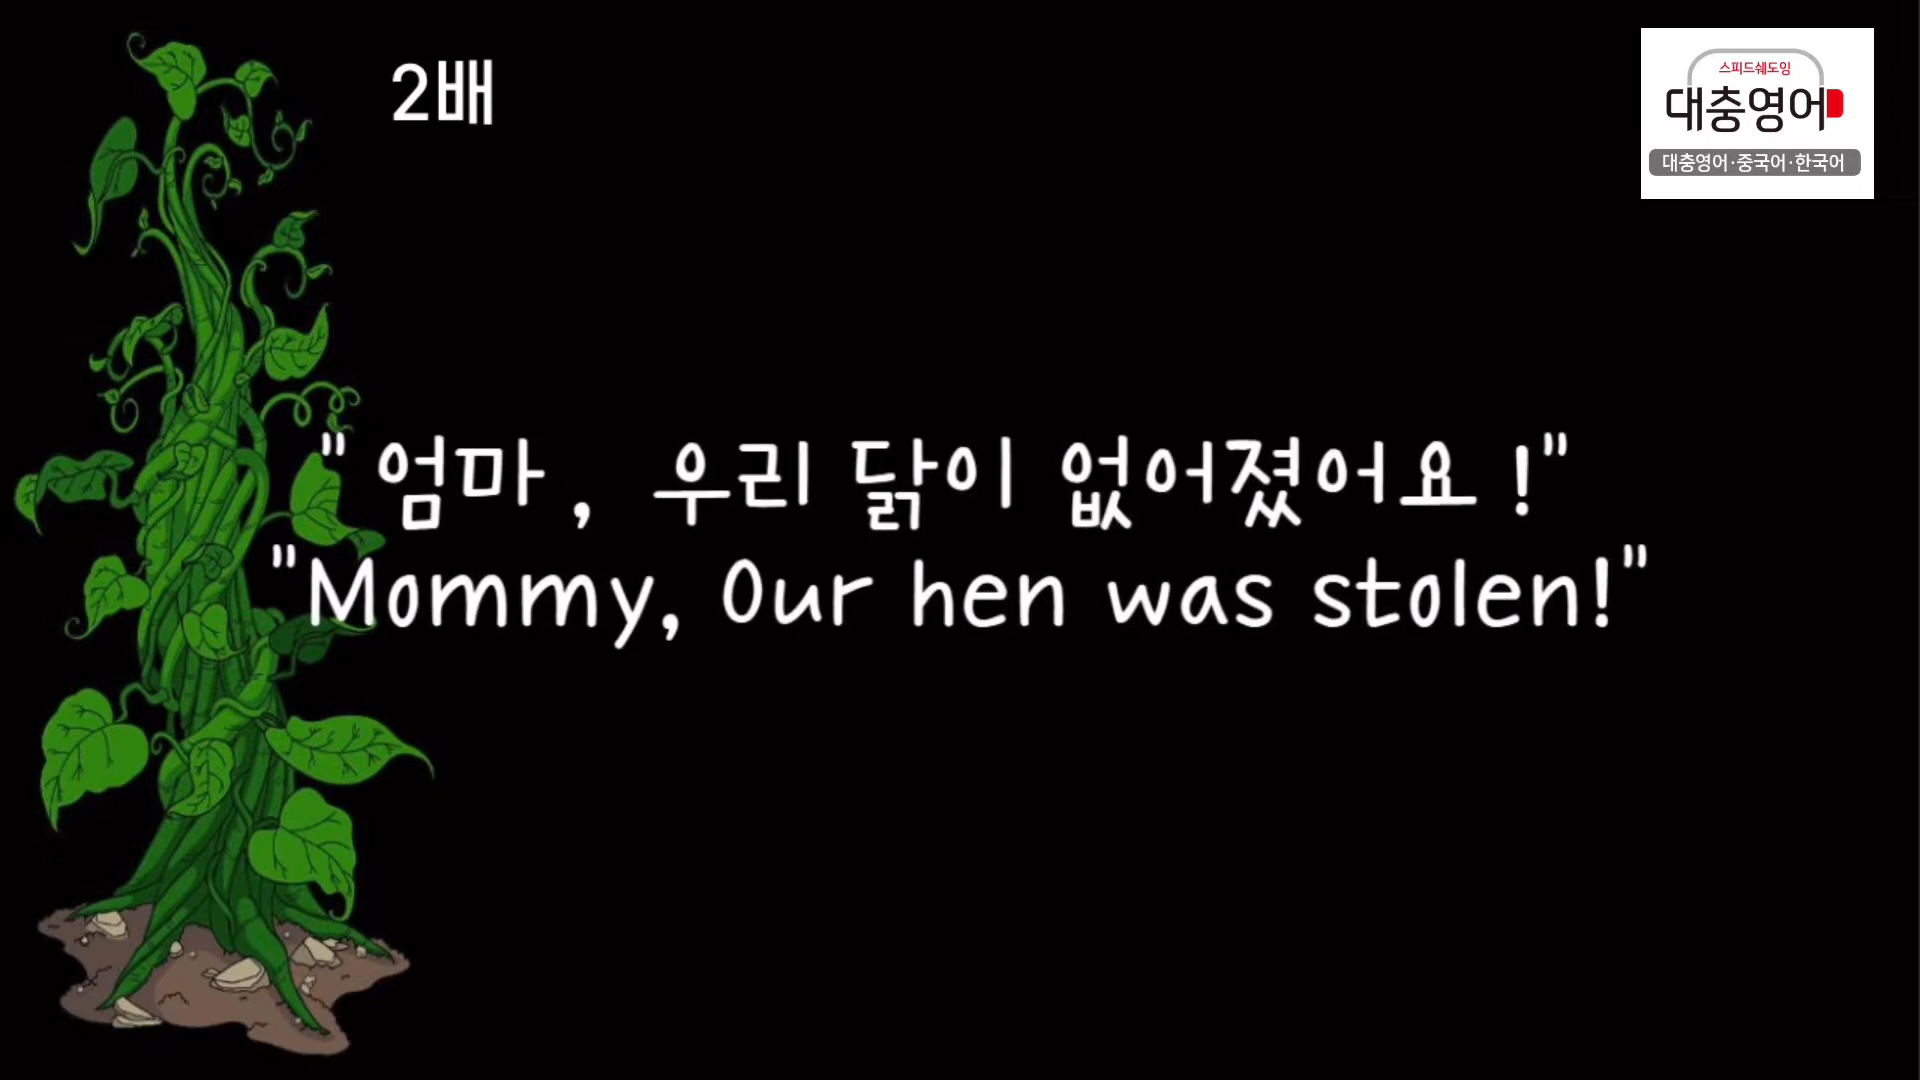 2배
스피드쉐도잉
대충영어
대충영어·중국어·한국어
" 엄마 , 우리 닭이 없어졌어요 !"
"Mommy, Our hen was stolen!"